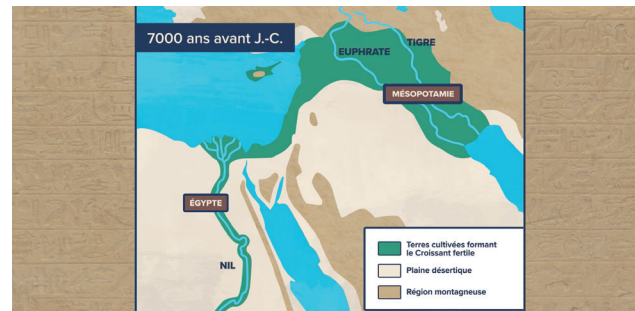 7000 ans avant J.-C.
TIGRE
EUPHRATE
MÉSOPOTAMIE
ÉGYPTE
NIL
Terres cultivées formant
le Croissant fertile
Plaine désertique
Région montagneuse